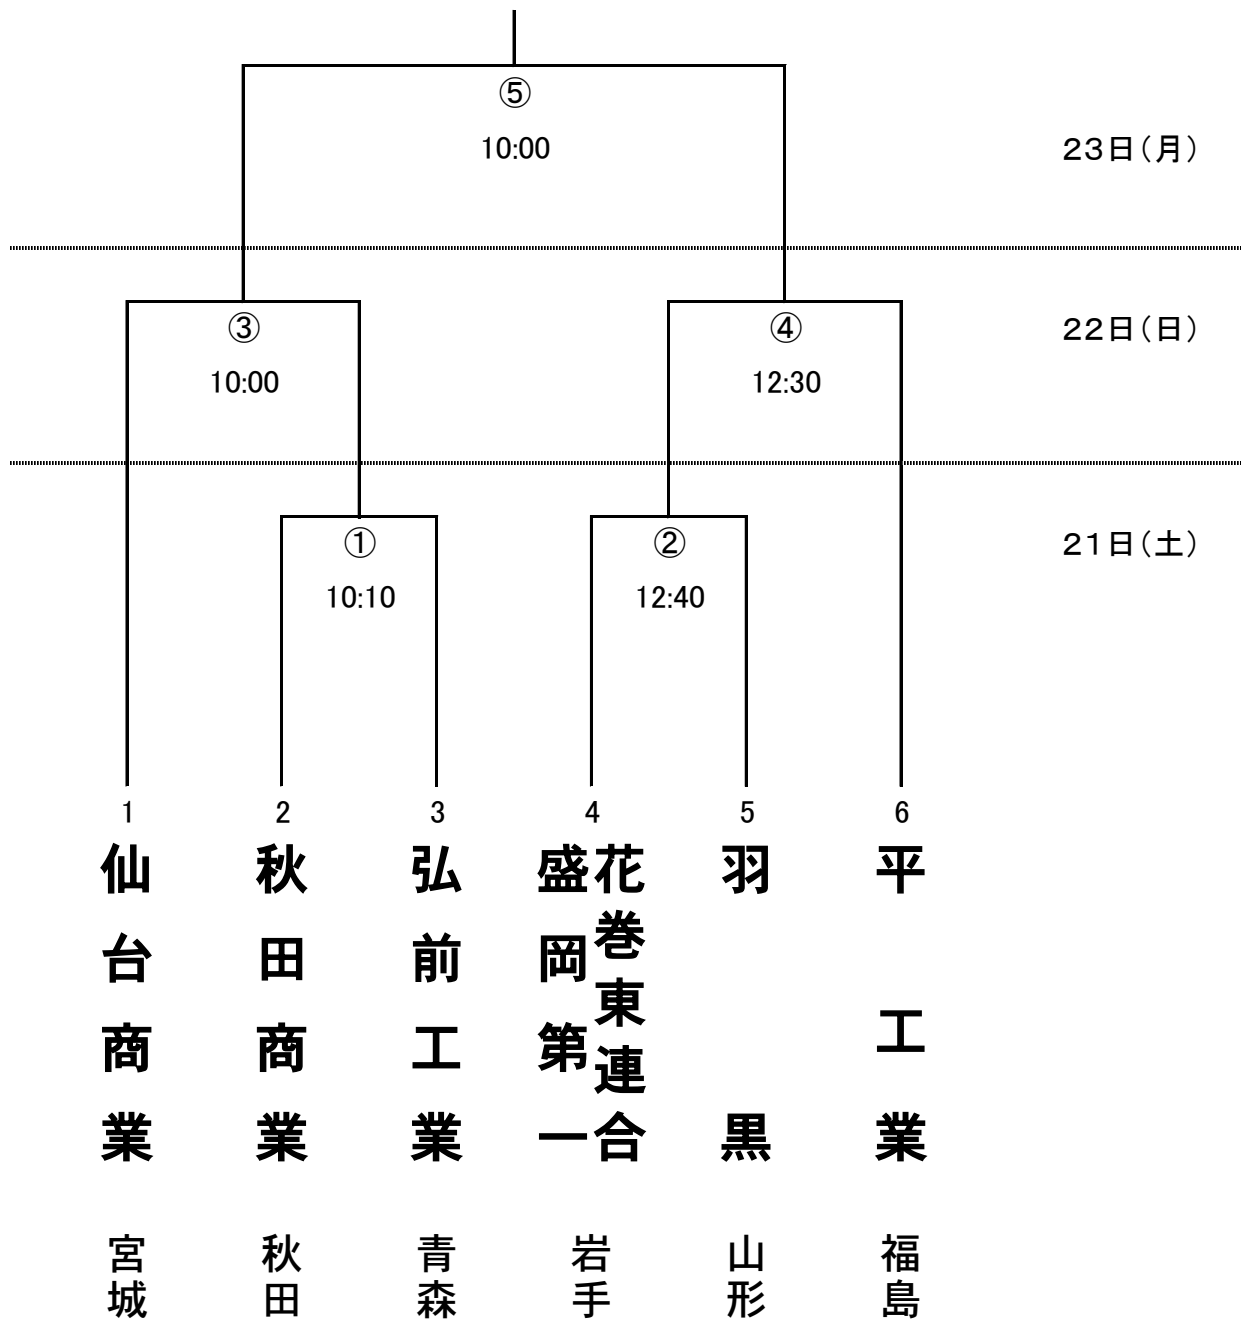 ⑤
10:00
23日(月)
③
④
22日(日)
10:00
12:30
①
②
21日(土)
10:10
12:40
1
2
3
4
5
6
仙台商業
秋田商業
弘前工業
盛岡第一
花巻東連合
羽黒
平工業
宮城
秋田
青森
岩手
山形
福島